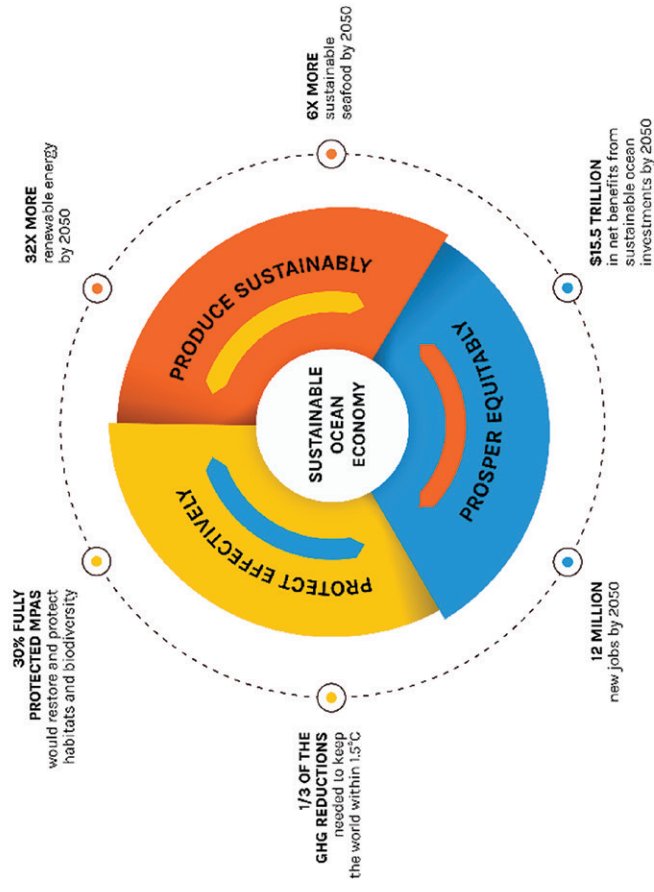 1/3 OF THE
GHG REDUCTIONS
needed to keep
the world within 1.5°C
30% FULLY
PROTECTED MPAS
would restore and protect
habitats and biodiversity
32X MORE
renewable energy
by 2050
6X MORE
sustainable
seafood by 2050
PROTECT EFFECTIVELY
PRODUCE SUSTAINABLY
SUSTAINABLE
OCEAN
ECONOMY
PROSPER EQUITABLY
12 MILLION
new jobs by 2050
$15.5 TRILLION
in net benefits from
sustainable ocean
investments by 2050